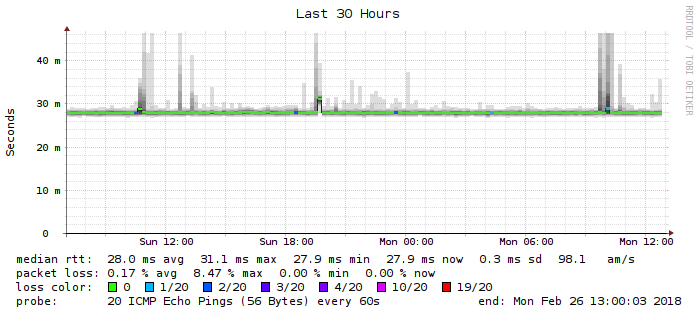 Last 30 Hours
RRDTOOL / TOBI OETIKER
Seconds
40 m
30 m
20 m
10 m
0
Sun 12:00 Sun 18:00 Mon 00:00 Mon 06:00 Mon 12:00
median rtt: 28.0 ms avg 31.1 ms max 27.9 ms min 27.9 ms now 0.3 ms sd 98.1 am/s
packet loss: 0.17 % avg 8.47 % max 0.00 % min 0.00 % now
loss color: 0 1/20 2/20 3/20 4/20 10/20 19/20
probe: 20 ICMP Echo Pings (56 Bytes) every 60s end: Mon Feb 26 13:00:03 2018